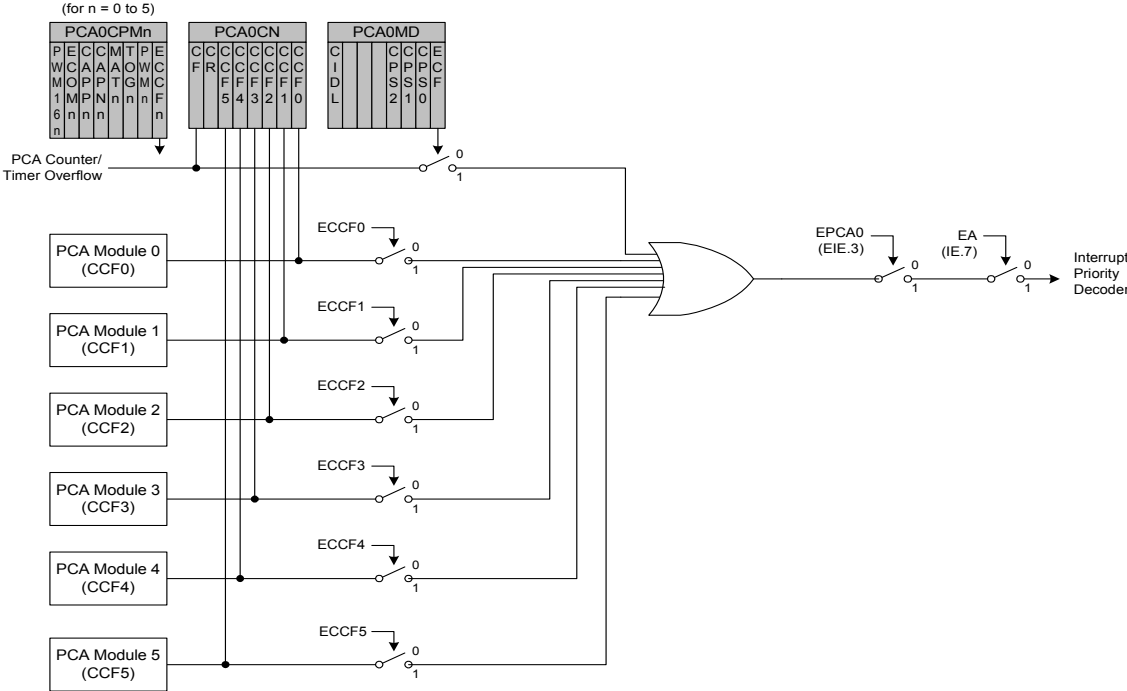 (for n = 0 to 5)
PCA0CPMn
PWM16n
ECOMn
CAPPn
CAPNn
MATn
TOGn
PWMn
ECCFn
PCA0CN
CF
CR
CCF5
CCF4
CCF3
CCF2
CCF1
CCF0
PCA0MD
CIDL
CPS2
CPS1
CPS0
ECF
PCA Counter/
Timer Overflow
0
1
PCA Module 0
(CCF0)
ECCF0
0
1
EPCA0
(EIE.3)
0
1
EA
(IE.7)
0
1
Interrupt
Priority
Decoder
PCA Module 1
(CCF1)
ECCF1
0
1
PCA Module 2
(CCF2)
ECCF2
0
1
PCA Module 3
(CCF3)
ECCF3
0
1
PCA Module 4
(CCF4)
ECCF4
0
1
PCA Module 5
(CCF5)
ECCF5
0
1